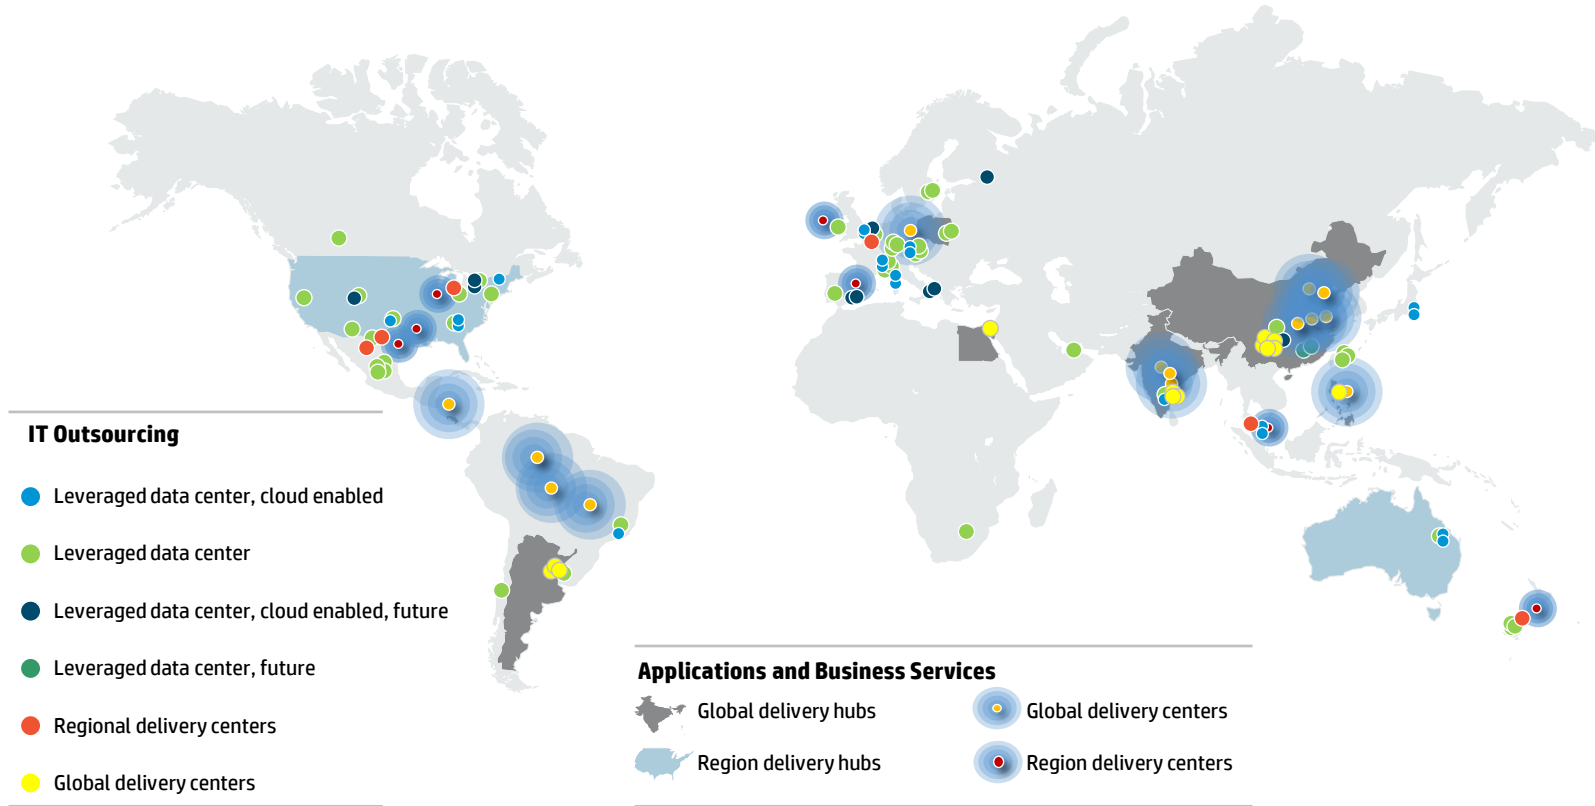 IT Outsourcing
Leveraged data center, cloud enabled
Leveraged data center
Leveraged data center, cloud enabled, future
Leveraged data center, future
Regional delivery centers
Global delivery centers
Applications and Business Services
Global delivery hubs
Global delivery centers
Region delivery hubs
Region delivery centers